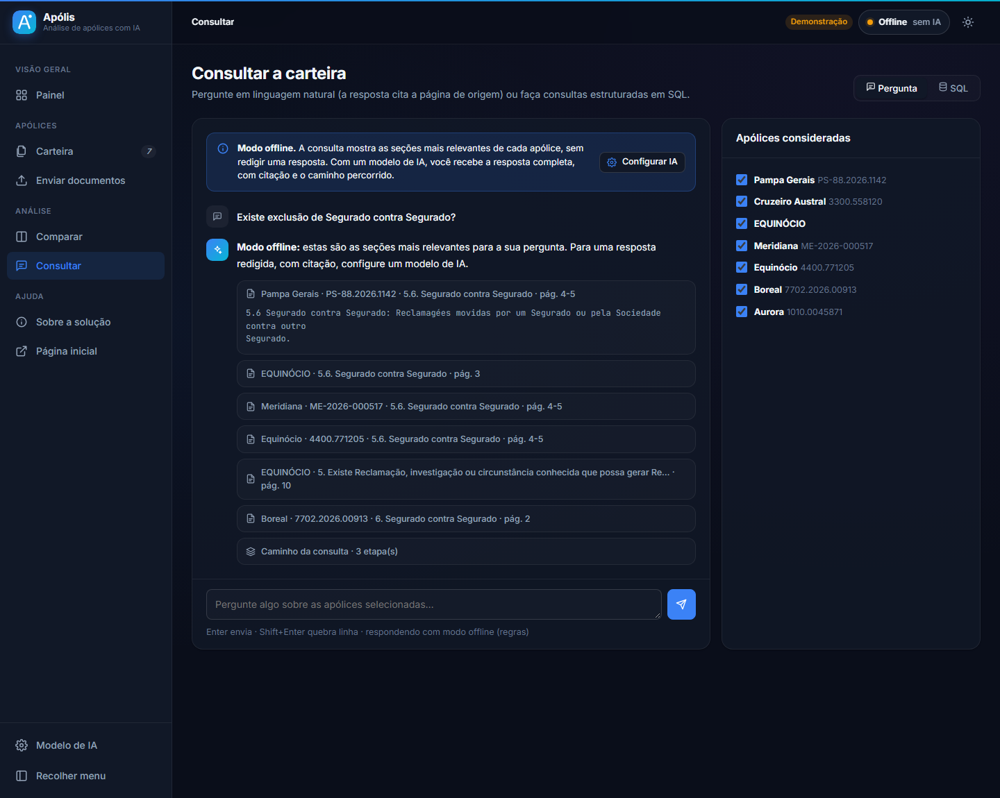 Apólis
Análise de apólices com IA
Consultar
Demonstração
Offline sem IA
VISÃO GERAL
Painel
APÓLICES
Carteira 7
Enviar documentos
ANÁLISE
Comparar
Consultar
AJUDA
Sobre a solução
Página inicial
Modelo de IA
Recolher menu
Consultar a carteira
Pergunte em linguagem natural (a resposta cita a página de origem) ou faça consultas estruturadas em SQL.
Pergunta
SQL
Modo offline. A consulta mostra as seções mais relevantes de cada apólice, sem
redigir uma resposta. Com um modelo de IA, você recebe a resposta completa,
com citação e o caminho percorrido.
Configurar IA
Existe exclusão de Segurado contra Segurado?
Modo offline: estas são as seções mais relevantes para a sua pergunta. Para uma resposta
redigida, com citação, configure um modelo de IA.
Pampa Gerais · PS-88.2026.1142 · 5.6. Segurado contra Segurado · pág. 4-5
5.6 Segurado contra Segurado: Reclamagées movidas por um Segurado ou pela Sociedade
contra outro
Segurado.
EQUINÓCIO · 5.6. Segurado contra Segurado · pág. 3
Meridiana · ME-2026-000517 · 5.6. Segurado contra Segurado · pág. 4-5
Equinócio · 4400.771205 · 5.6. Segurado contra Segurado · pág. 4-5
EQUINÓCIO · 5. Existe Reclamação, investigação ou circunstância conhecida que possa gerar Re... ·
pág. 10
Boreal · 7702.2026.00913 · 6. Segurado contra Segurado · pág. 2
Caminho da consulta · 3 etapa(s)
Pergunte algo sobre as apólices selecionadas...
Enter envia · Shift+Enter quebra linha · respondendo com modo offline (regras)
Apólices consideradas
Pampa Gerais PS-88.2026.1142
Cruzeiro Austral 3300.558120
EQUINÓCIO
Meridiana ME-2026-000517
Equinócio 4400.771205
Boreal 7702.2026.00913
Aurora 1010.0045871